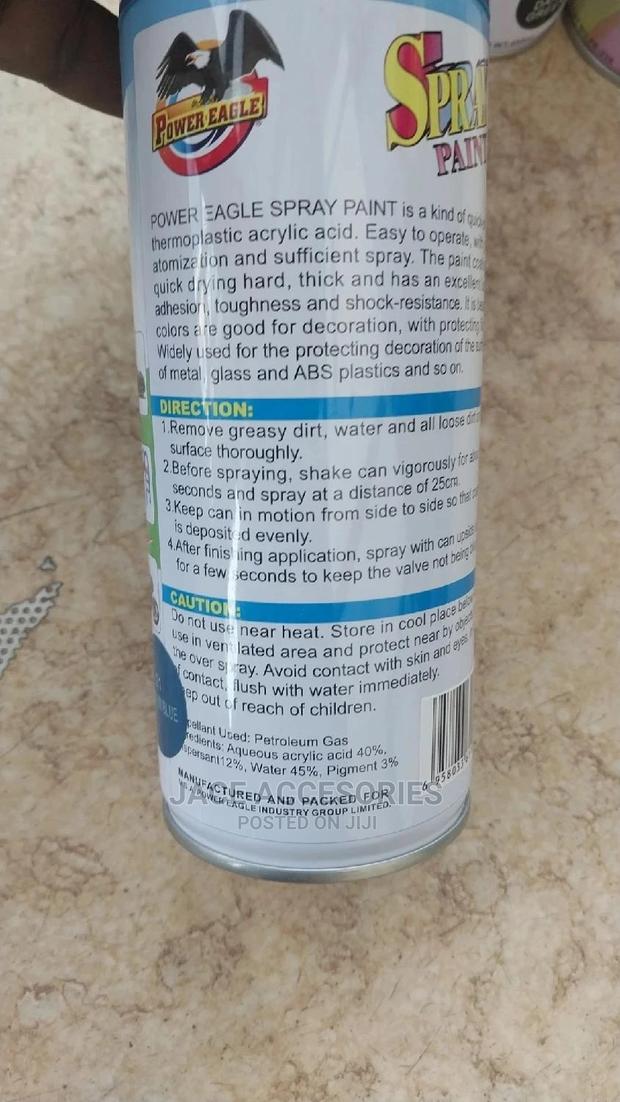 POWER EAGLE
SPRAY
PAINT
POWER EAGLE SPRAY PAINT is a kind of
thermoplastic acrylic acid. Easy to operate,
atomization and sufficient spray. The paint
quick drying hard, thick and has an
adhesion, toughness and shock-resistance. It is
colors are good for decoration, with
Widely used for the protecting decoration of the
of metal, glass and ABS plastics and so on.
DIRECTION:
1.Remove greasy dirt, water and all loose
surface thoroughly.
2.Before spraying, shake can vigorously for
seconds and spray at a distance of 25cm.
3.Keep can in motion from side to side so that
is deposited evenly.
4.After finishing application, spray with can
for a few seconds to keep the valve not being
CAUTION:
Do not use near heat. Store in cool place
use in ventilated area and protect near by
the over spray. Avoid contact with skin and eyes.
contact, flush with water immediately.
out of reach of children.
BLUE
Used: Petroleum Gas
Aqueous acrylic acid 40%,
12%, Water 45%, Pigment 3%
MANUFACTURED AND PACKED FOR
POWER EAGLE INDUSTRY GROUP LIMITED.
JACE ACCESORIES
POSTED ON JIJI